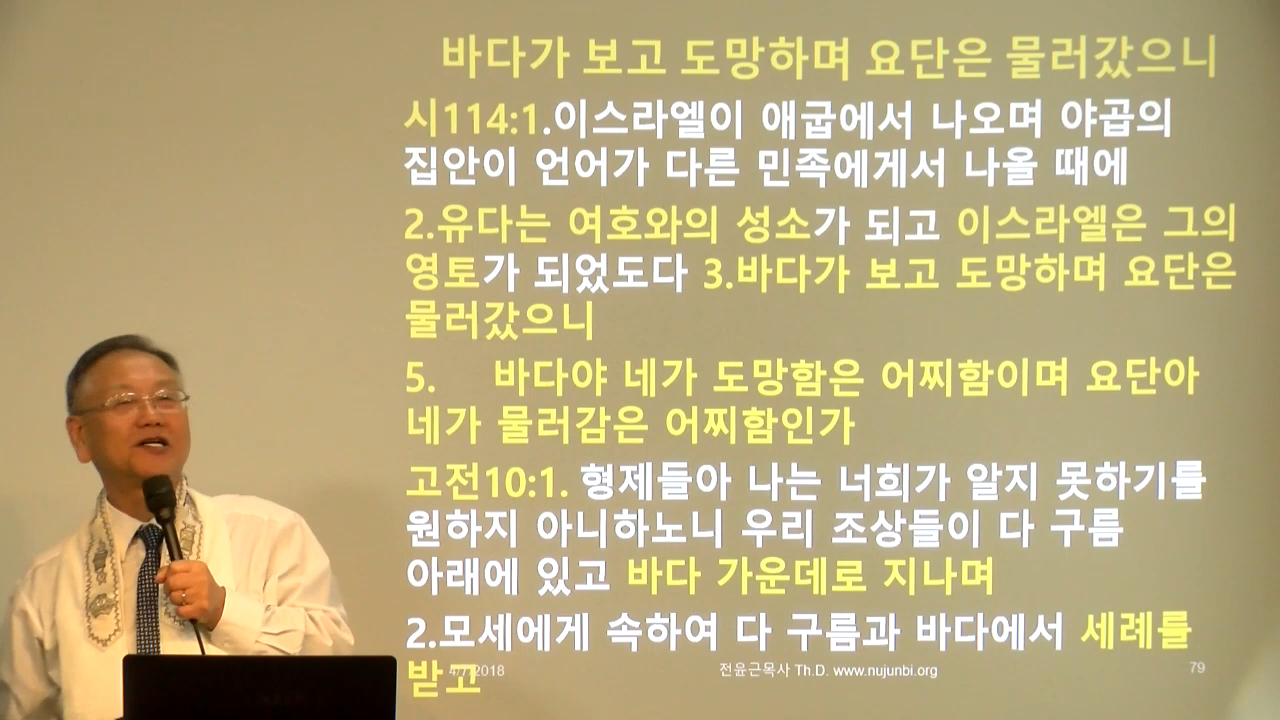 바다가 보고 도망하며 요단은 물러갔으니
시114:1.이스라엘이 애굽에서 나오며 야곱의
집안이 언어가 다른 민족에게서 나올 때에
2.유다는 여호와의 성소가 되고 이스라엘은 그의
영토가 되었도다 3.바다가 보고 도망하며 요단은
물러갔으니
5. 바다야 네가 도망함은 어찌함이며 요단아
네가 물러감은 어찌함인가
고전10:1. 형제들아 나는 너희가 알지 못하기를
원하지 아니하노니 우리 조상들이 다 구름
아래에 있고 바다 가운데로 지나며
2.모세에게 속하여 다 구름과 바다에서 세례를
받고
4/7/2018 전윤근목사 Th.D. www.nujunbi.org 79